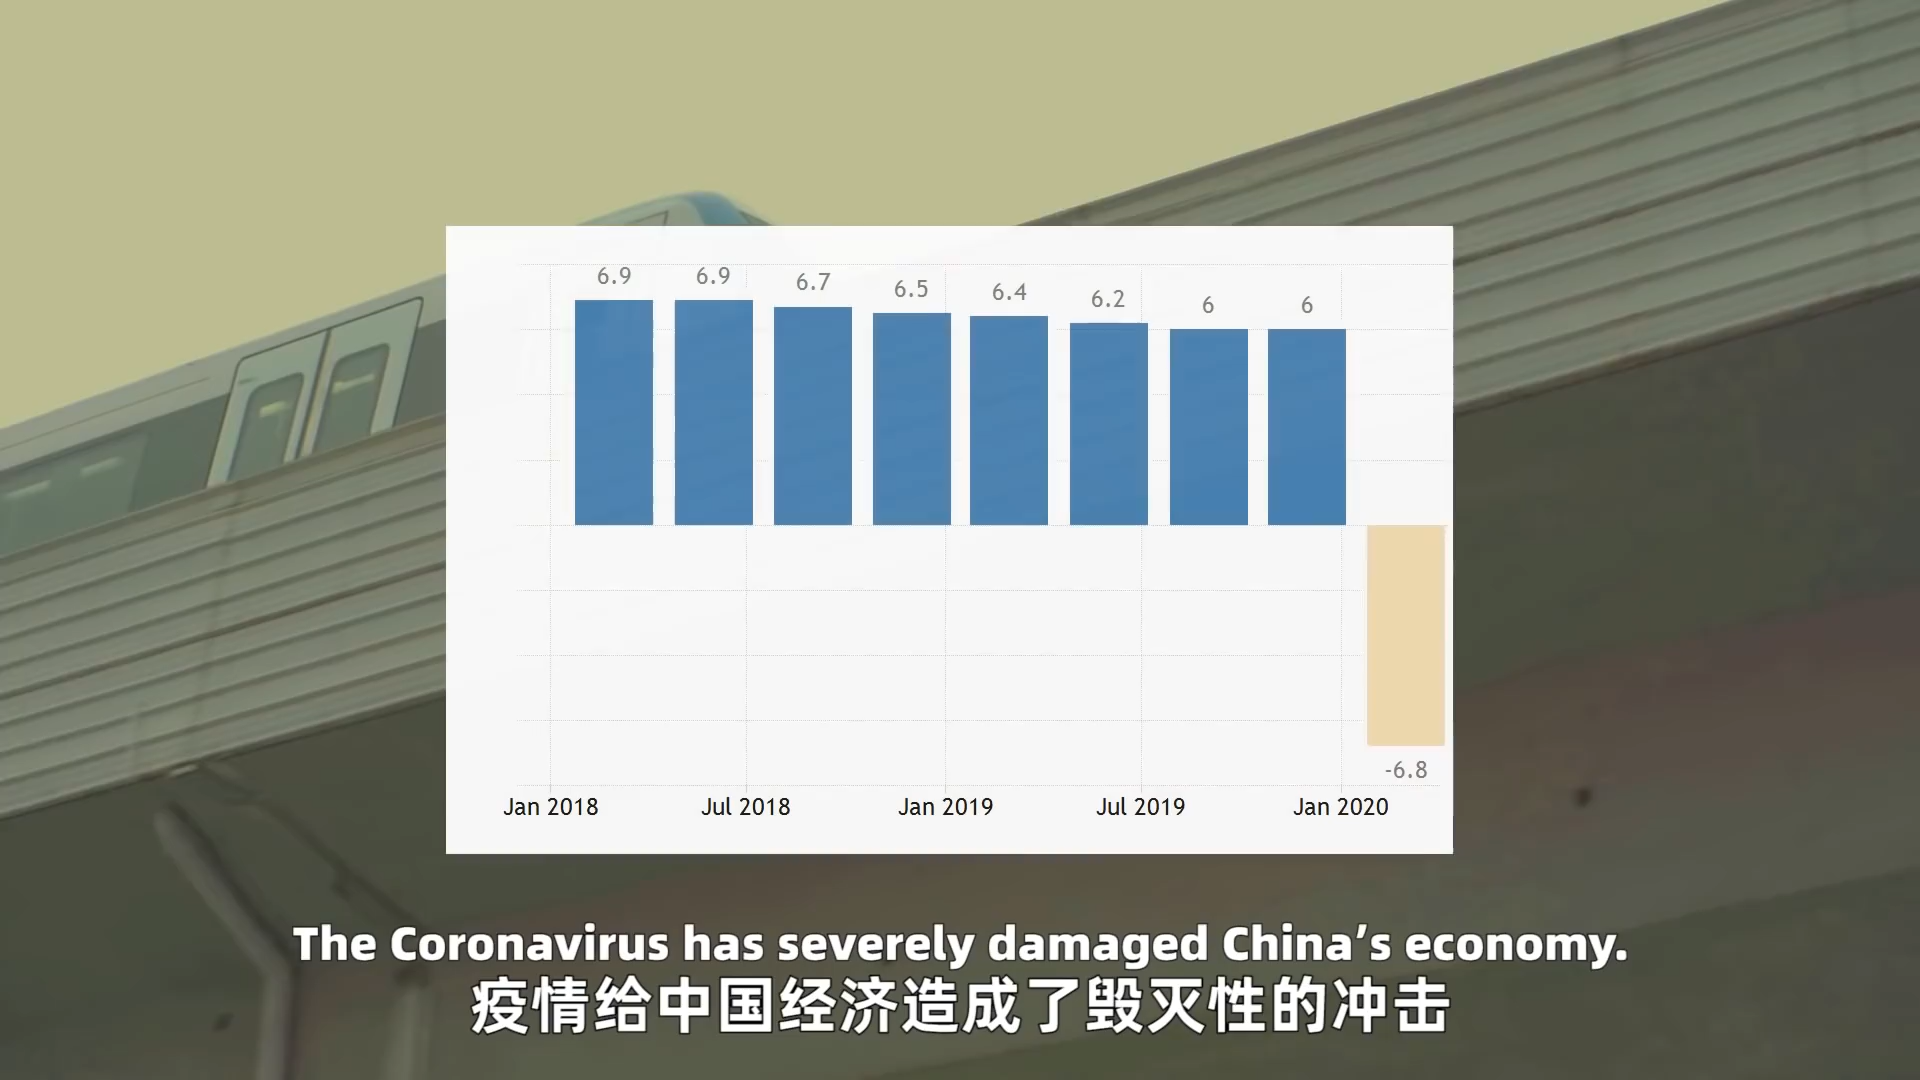 6.9 6.9 6.7 6.5 6.4 6.2 6 6
-6.8
Jan 2018 Jul 2018 Jan 2019 Jul 2019 Jan 2020
The Coronavirus has severely damaged China’s economy.
疫情给中国经济造成了毁灭性的冲击